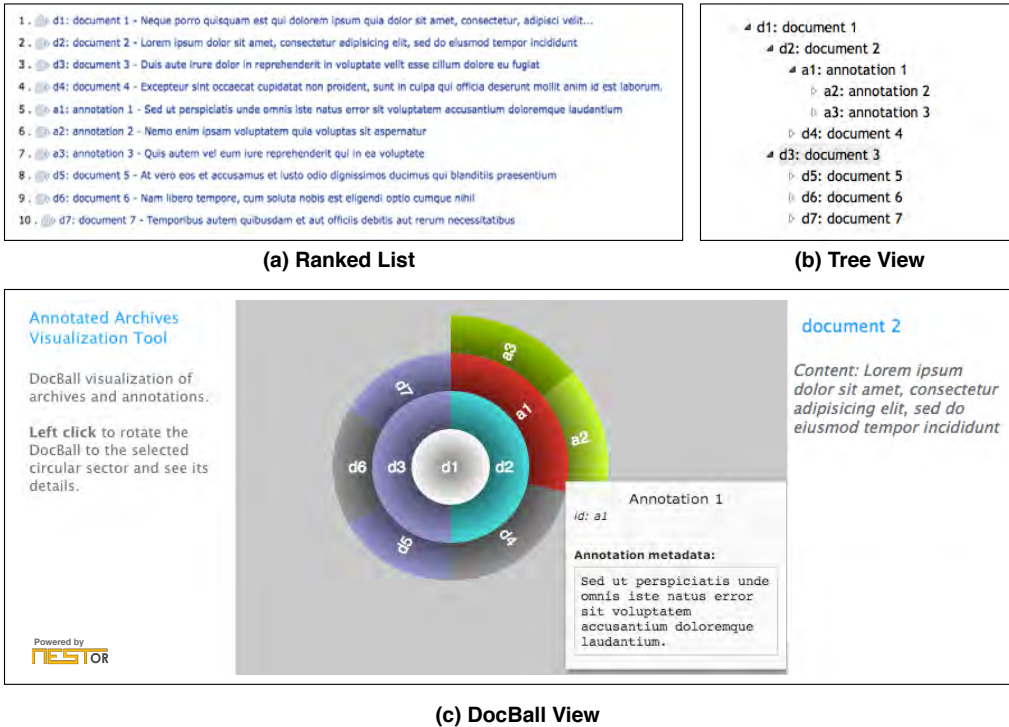 1 . d1: document 1 - Neque porro quisquam est qui dolorem ipsum quia dolor sit amet, consectetur, adipisci velit...
2 . d2: document 2 - Lorem ipsum dolor sit amet, consectetur adipisicing elit, sed do eiusmod tempor incididunt
3 . d3: document 3 - Duis aute irure dolor in reprehenderit in voluptate velit esse cillum dolore eu fugiat
4 . d4: document 4 - Excepteur sint occaecat cupidatat non proident, sunt in culpa qui officia deserunt mollit anim id est laborum.
5 . a1: annotation 1 - Sed ut perspiciatis unde omnis iste natus error sit voluptatem accusantium doloremque laudantium
6 . a2: annotation 2 - Nemo enim ipsam voluptatem quia voluptas sit aspernatur
7 . a3: annotation 3 - Quis autem vel eum iure reprehenderit qui in ea voluptate
8 . d5: document 5 - At vero eos et accusamus et iusto odio dignissimos ducimus qui blanditiis praesentium
9 . d6: document 6 - Nam libero tempore, cum soluta nobis est eligendi optio cumque nihil
10 . d7: document 7 - Temporibus autem quibusdam et aut officiis debitis aut rerum necessitatibus
(a) Ranked List
d1: document 1
d2: document 2
a1: annotation 1
a2: annotation 2
a3: annotation 3
d4: document 4
d3: document 3
d5: document 5
d6: document 6
d7: document 7
(b) Tree View
Annotated Archives
Visualization Tool
DocBall visualization of
archives and annotations.
Left click to rotate the
DocBall to the selected
circular sector and see its
details.
Powered by
NESTOR
a3
d7
a1
a2
d6
d3
d1
d2
d5
d4
Annotation 1
id: a1
Annotation metadata:
Sed ut perspiciatis unde
omnis iste natus error
sit voluptatem
accusantium doloremque
laudantium.
document 2
Content: Lorem ipsum
dolor sit amet, consectetur
adipisicing elit, sed do
eiusmod tempor incididunt
(c) DocBall View